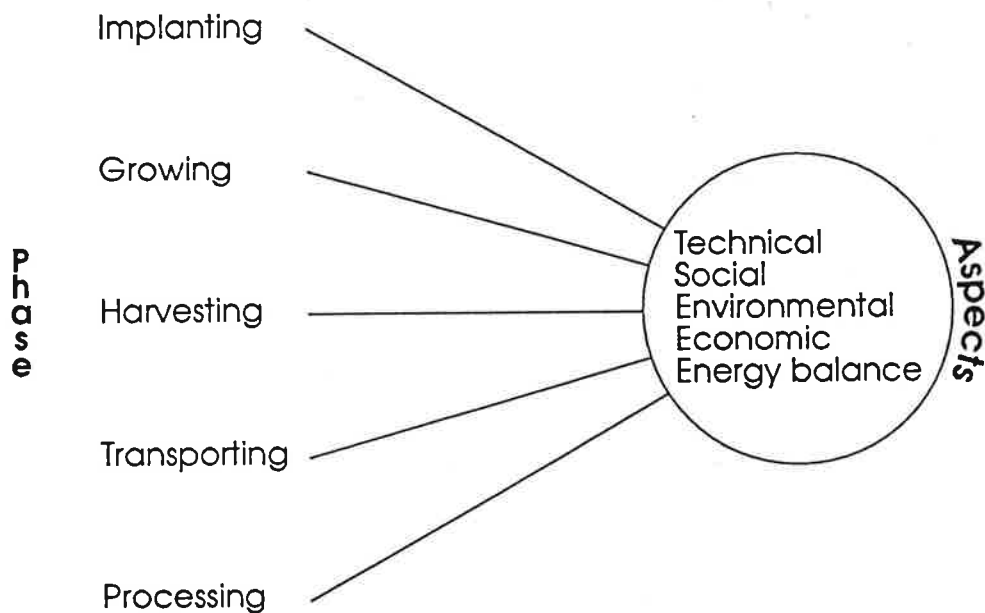 Phase
Implanting
Growing
Harvesting
Transporting
Processing
Technical
Social
Environmental
Economic
Energy balance
Aspects